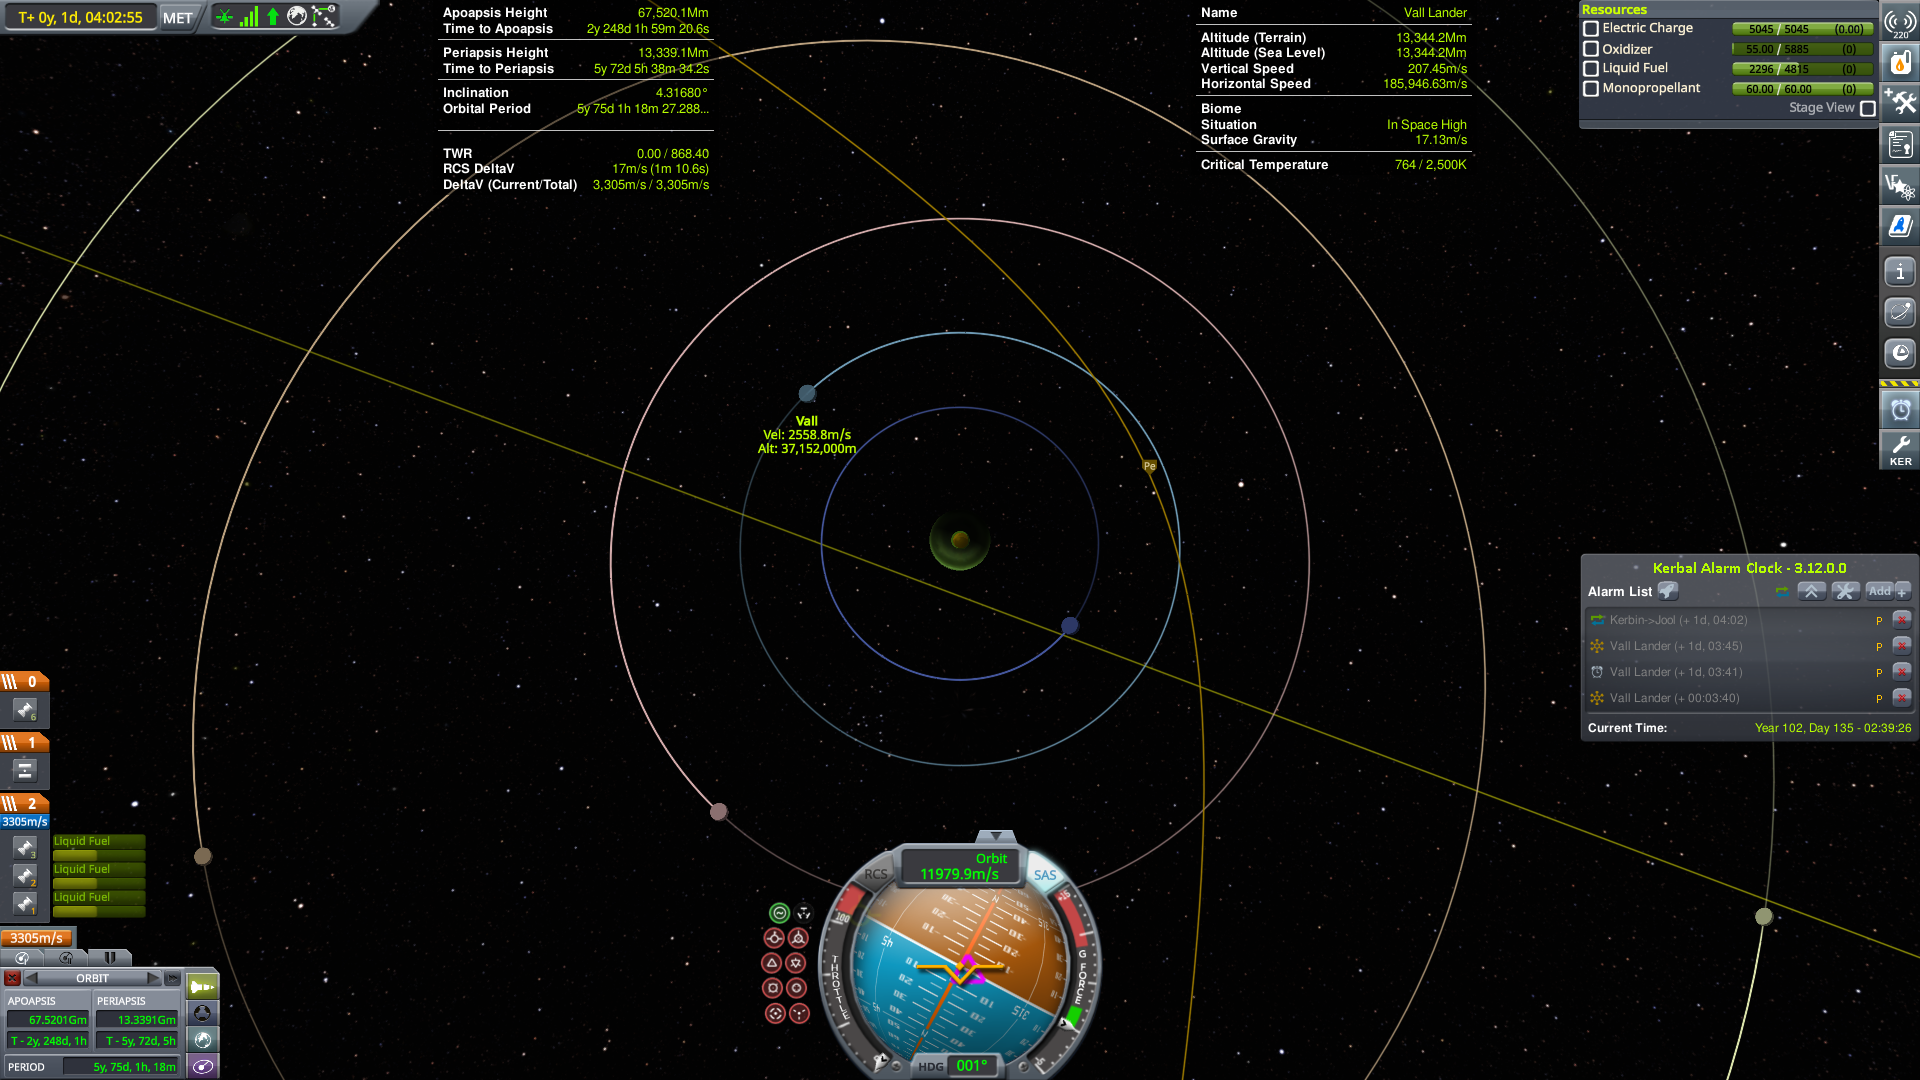 T+ 0y, 1d, 04:02:55 MET
Apoapsis Height 67,520.1Mm
Time to Apoapsis 2y 248d 1h 59m 20.6s
Periapsis Height 13,339.1Mm
Time to Periapsis 5y 72d 5h 38m 34.2s
Inclination 4.31680°
Orbital Period 5y 75d 1h 18m 27.288...
TWR 0.00 / 868.40
RCS DeltaV 17m/s (1m 10.6s)
DeltaV (Current/Total) 3,305m/s / 3,305m/s
Name Vall Lander
Altitude (Terrain) 13,344.2Mm
Altitude (Sea Level) 13,344.2Mm
Vertical Speed 207.45m/s
Horizontal Speed 185,946.63m/s
Biome
Situation In Space High
Surface Gravity 17.13m/s
Critical Temperature 764 / 2,500K
Resources
Electric Charge 5045 / 5045 (0.00)
Oxidizer 55.00 / 5885 (0)
Liquid Fuel 2296 / 4815 (0)
Monopropellant 60.00 / 60.00 (0)
Stage View
220
KER
Vall
Vel: 2558.8m/s
Alt: 37,152,000m
Pe
Kerbal Alarm Clock - 3.12.0.0
Alarm List Add +
Kerbin->Jool (+ 1d, 04:02) P
Vall Lander (+ 1d, 03:45) P
Vall Lander (+ 1d, 03:41) P
Vall Lander (+ 00:03:40) P
Current Time: Year 102, Day 135 - 02:39:26
0
6
1
2
3305m/s
3 Liquid Fuel
2 Liquid Fuel
1 Liquid Fuel
3305m/s
ORBIT
APOAPSIS PERIAPSIS
67.5201Gm 13.3391Gm
T - 2y, 248d, 1h T - 5y, 72d, 5h
PERIOD 5y, 75d, 1h, 18m
Orbit
11979.9m/s
RCS SAS
100
THROTTLE
G FORCE
45
315
HDG 001°